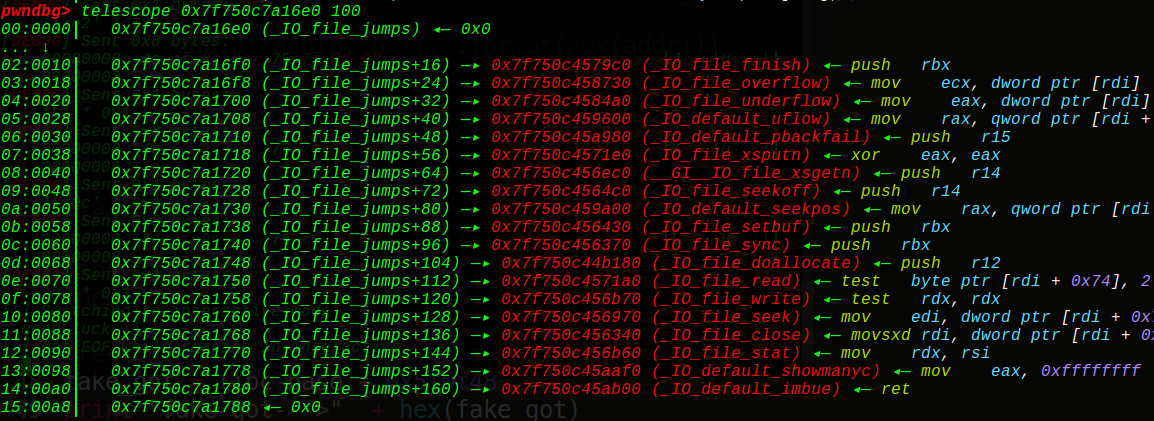 pwndbg> telescope 0x7f750c7a16e0 100
00:0000│ 0x7f750c7a16e0 (_IO_file_jumps) ◂— 0x0
... ↓
02:0010│ 0x7f750c7a16f0 (_IO_file_jumps+16) —▸ 0x7f750c4579c0 (_IO_file_finish) ◂— push rbx
03:0018│ 0x7f750c7a16f8 (_IO_file_jumps+24) —▸ 0x7f750c458730 (_IO_file_overflow) ◂— mov ecx, dword ptr [rdi]
04:0020│ 0x7f750c7a1700 (_IO_file_jumps+32) —▸ 0x7f750c4584a0 (_IO_file_underflow) ◂— mov eax, dword ptr [rdi]
05:0028│ 0x7f750c7a1708 (_IO_file_jumps+40) —▸ 0x7f750c459600 (_IO_default_uflow) ◂— mov rax, qword ptr [rdi +
06:0030│ 0x7f750c7a1710 (_IO_file_jumps+48) —▸ 0x7f750c45a980 (_IO_default_pbackfail) ◂— push r15
07:0038│ 0x7f750c7a1718 (_IO_file_jumps+56) —▸ 0x7f750c4571e0 (_IO_file_xsputn) ◂— xor eax, eax
08:0040│ 0x7f750c7a1720 (_IO_file_jumps+64) —▸ 0x7f750c456ec0 (__GI__IO_file_xsgetn) ◂— push r14
09:0048│ 0x7f750c7a1728 (_IO_file_jumps+72) —▸ 0x7f750c4564c0 (_IO_file_seekoff) ◂— push r14
0a:0050│ 0x7f750c7a1730 (_IO_file_jumps+80) —▸ 0x7f750c459a00 (_IO_default_seekpos) ◂— mov rax, qword ptr [rdi
0b:0058│ 0x7f750c7a1738 (_IO_file_jumps+88) —▸ 0x7f750c456430 (_IO_file_setbuf) ◂— push rbx
0c:0060│ 0x7f750c7a1740 (_IO_file_jumps+96) —▸ 0x7f750c456370 (_IO_file_sync) ◂— push rbx
0d:0068│ 0x7f750c7a1748 (_IO_file_jumps+104) —▸ 0x7f750c44b180 (_IO_file_doallocate) ◂— push r12
0e:0070│ 0x7f750c7a1750 (_IO_file_jumps+112) —▸ 0x7f750c4571a0 (_IO_file_read) ◂— test byte ptr [rdi + 0x74], 2
0f:0078│ 0x7f750c7a1758 (_IO_file_jumps+120) —▸ 0x7f750c456b70 (_IO_file_write) ◂— test rdx, rdx
10:0080│ 0x7f750c7a1760 (_IO_file_jumps+128) —▸ 0x7f750c456970 (_IO_file_seek) ◂— mov edi, dword ptr [rdi + 0x7
11:0088│ 0x7f750c7a1768 (_IO_file_jumps+136) —▸ 0x7f750c456340 (_IO_file_close) ◂— movsxd rdi, dword ptr [rdi + 0x
12:0090│ 0x7f750c7a1770 (_IO_file_jumps+144) —▸ 0x7f750c456b60 (_IO_file_stat) ◂— mov rdx, rsi
13:0098│ 0x7f750c7a1778 (_IO_file_jumps+152) —▸ 0x7f750c45aaf0 (_IO_default_showmanyc) ◂— mov eax, 0xffffffff
14:00a0│ 0x7f750c7a1780 (_IO_file_jumps+160) —▸ 0x7f750c45ab00 (_IO_default_imbue) ◂— ret
15:00a8│ 0x7f750c7a1788 ◂— 0x0